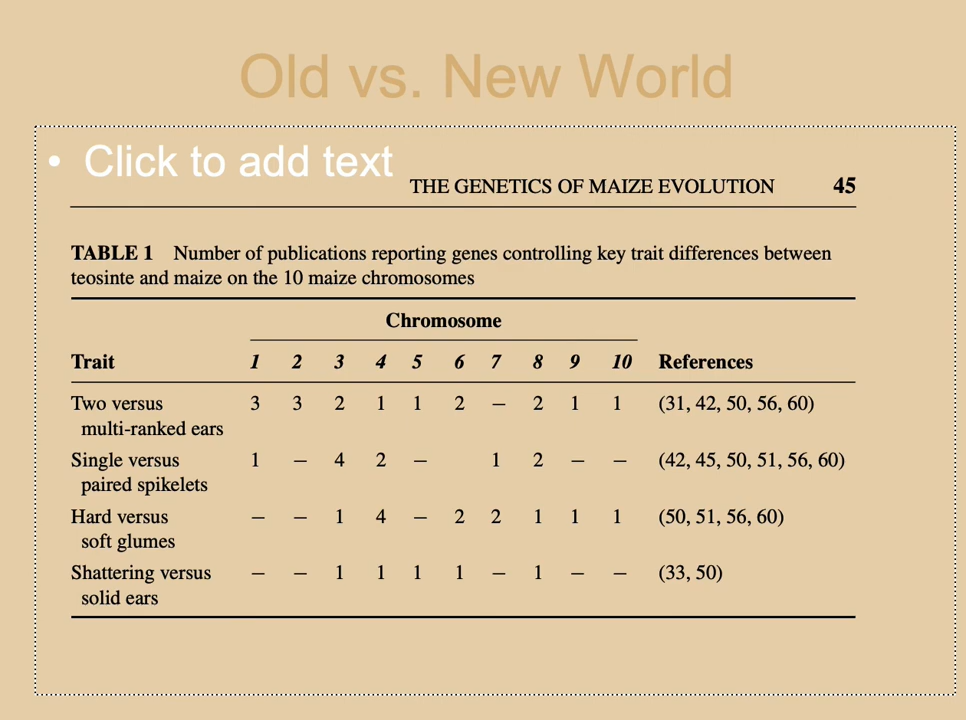 Old vs. New World
• Click to add text
THE GENETICS OF MAIZE EVOLUTION 45
TABLE 1 Number of publications reporting genes controlling key trait differences between
teosinte and maize on the 10 maize chromosomes
Chromosome
Trait 1 2 3 4 5 6 7 8 9 10 References
Two versus 3 3 2 1 1 2 – 2 1 1 (31, 42, 50, 56, 60)
multi-ranked ears
Single versus 1 – 4 2 – 1 2 – – (42, 45, 50, 51, 56, 60)
paired spikelets
Hard versus – – 1 4 – 2 2 1 1 1 (50, 51, 56, 60)
soft glumes
Shattering versus – – 1 1 1 1 – 1 – – (33, 50)
solid ears